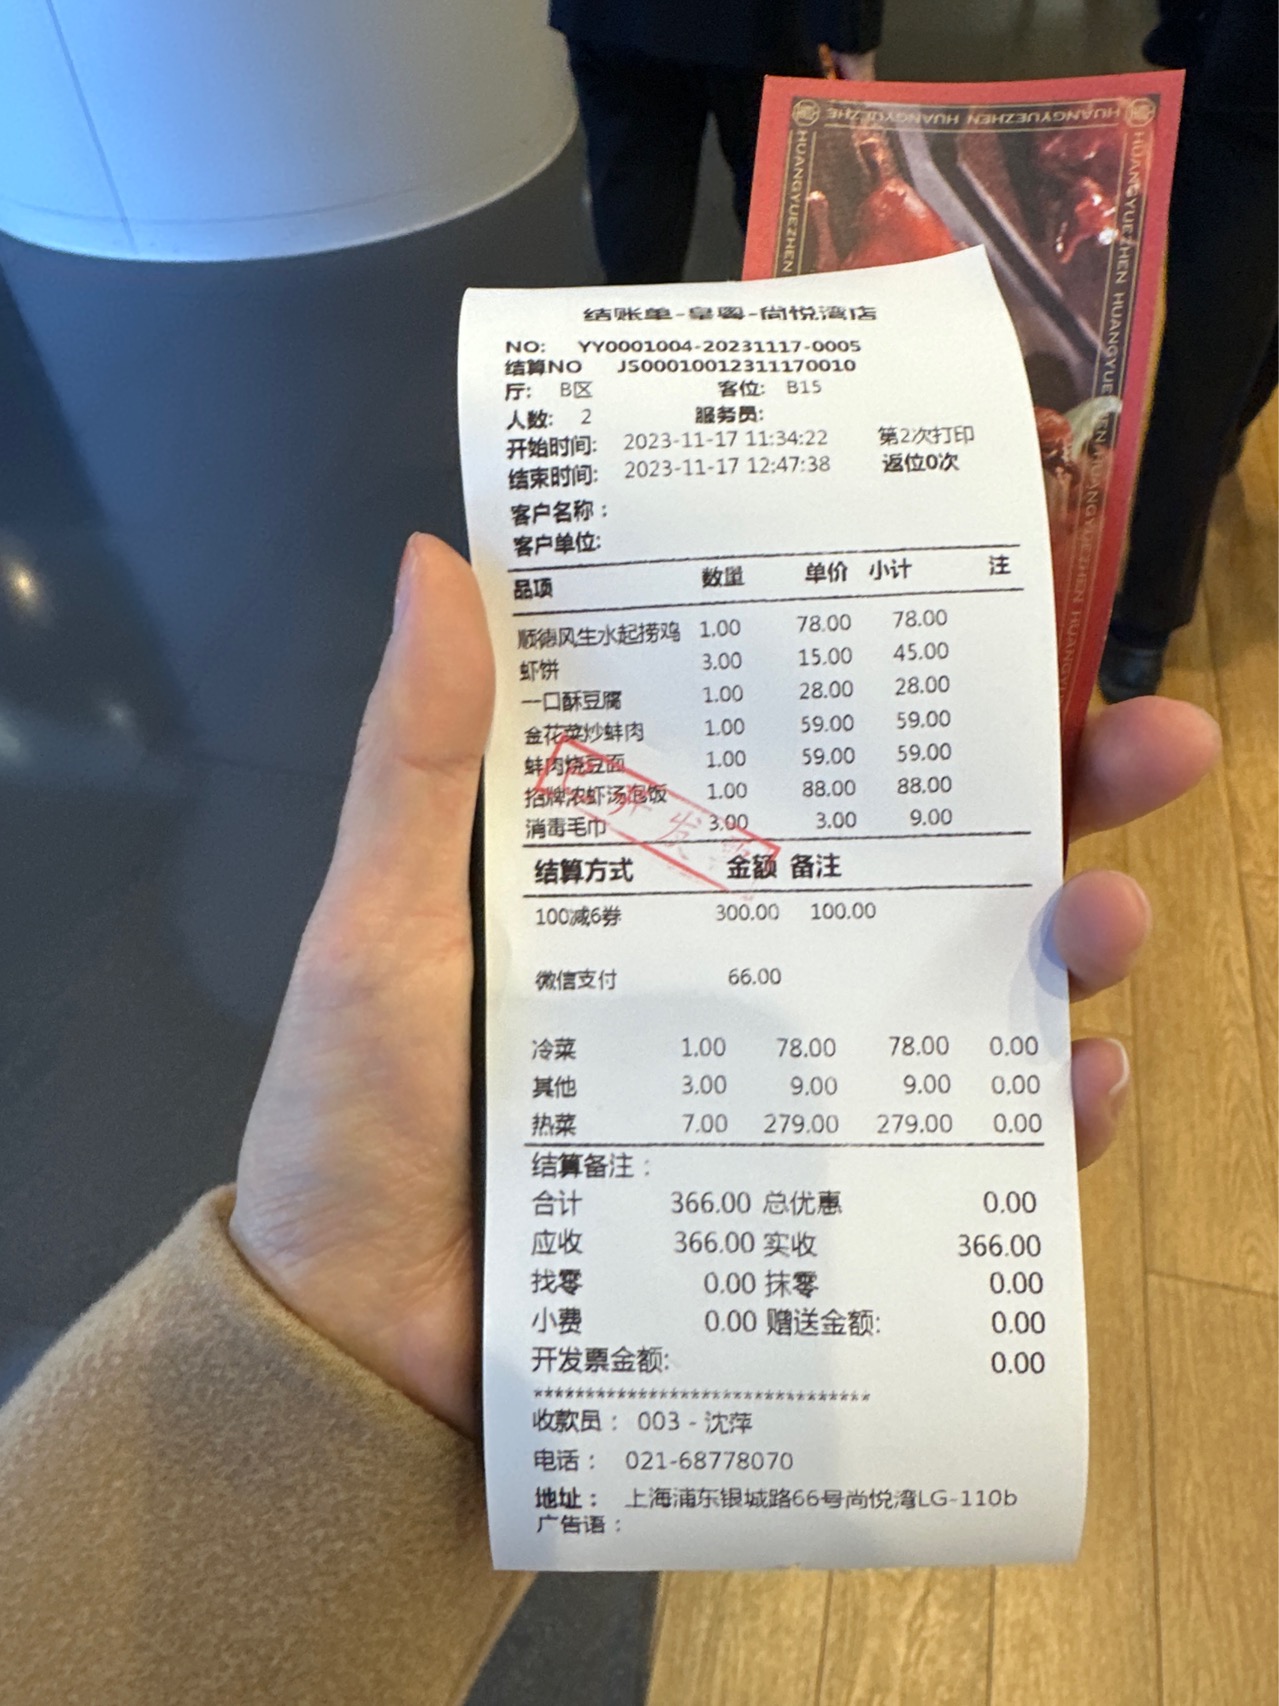 HUANGYUEZHEN HUANGYUEZHE
HUANGYUEZHEN
HUANGYUEZHEN HUANGYUEZHEN HUANGYUEZHEN HUANGYUEZHEN
结账单-皇粤-尚悦湾店
NO: YY0001004-20231117-0005
结算NO JS00010012311170010
厅: B区 客位: B15
人数: 2 服务员:
开始时间: 2023-11-17 11:34:22 第2次打印
结束时间: 2023-11-17 12:47:38 返位0次
客户名称：
客户单位:
品项 数量 单价 小计 注
顺德风生水起捞鸡 1.00 78.00 78.00
虾饼 3.00 15.00 45.00
一口酥豆腐 1.00 28.00 28.00
金花菜炒蚌肉 1.00 59.00 59.00
蚌肉烧豆面 1.00 59.00 59.00
招牌浓虾汤泡饭 1.00 88.00 88.00
消毒毛巾 3.00 3.00 9.00
已开发票
结算方式 金额 备注
100减6券 300.00 100.00
微信支付 66.00
冷菜 1.00 78.00 78.00 0.00
其他 3.00 9.00 9.00 0.00
热菜 7.00 279.00 279.00 0.00
结算备注：
合计 366.00 总优惠 0.00
应收 366.00 实收 366.00
找零 0.00 抹零 0.00
小费 0.00 赠送金额: 0.00
开发票金额: 0.00
********************************
收款员： 003 - 沈萍
电话： 021-68778070
地址： 上海浦东银城路66号尚悦湾LG-110b
广告语：